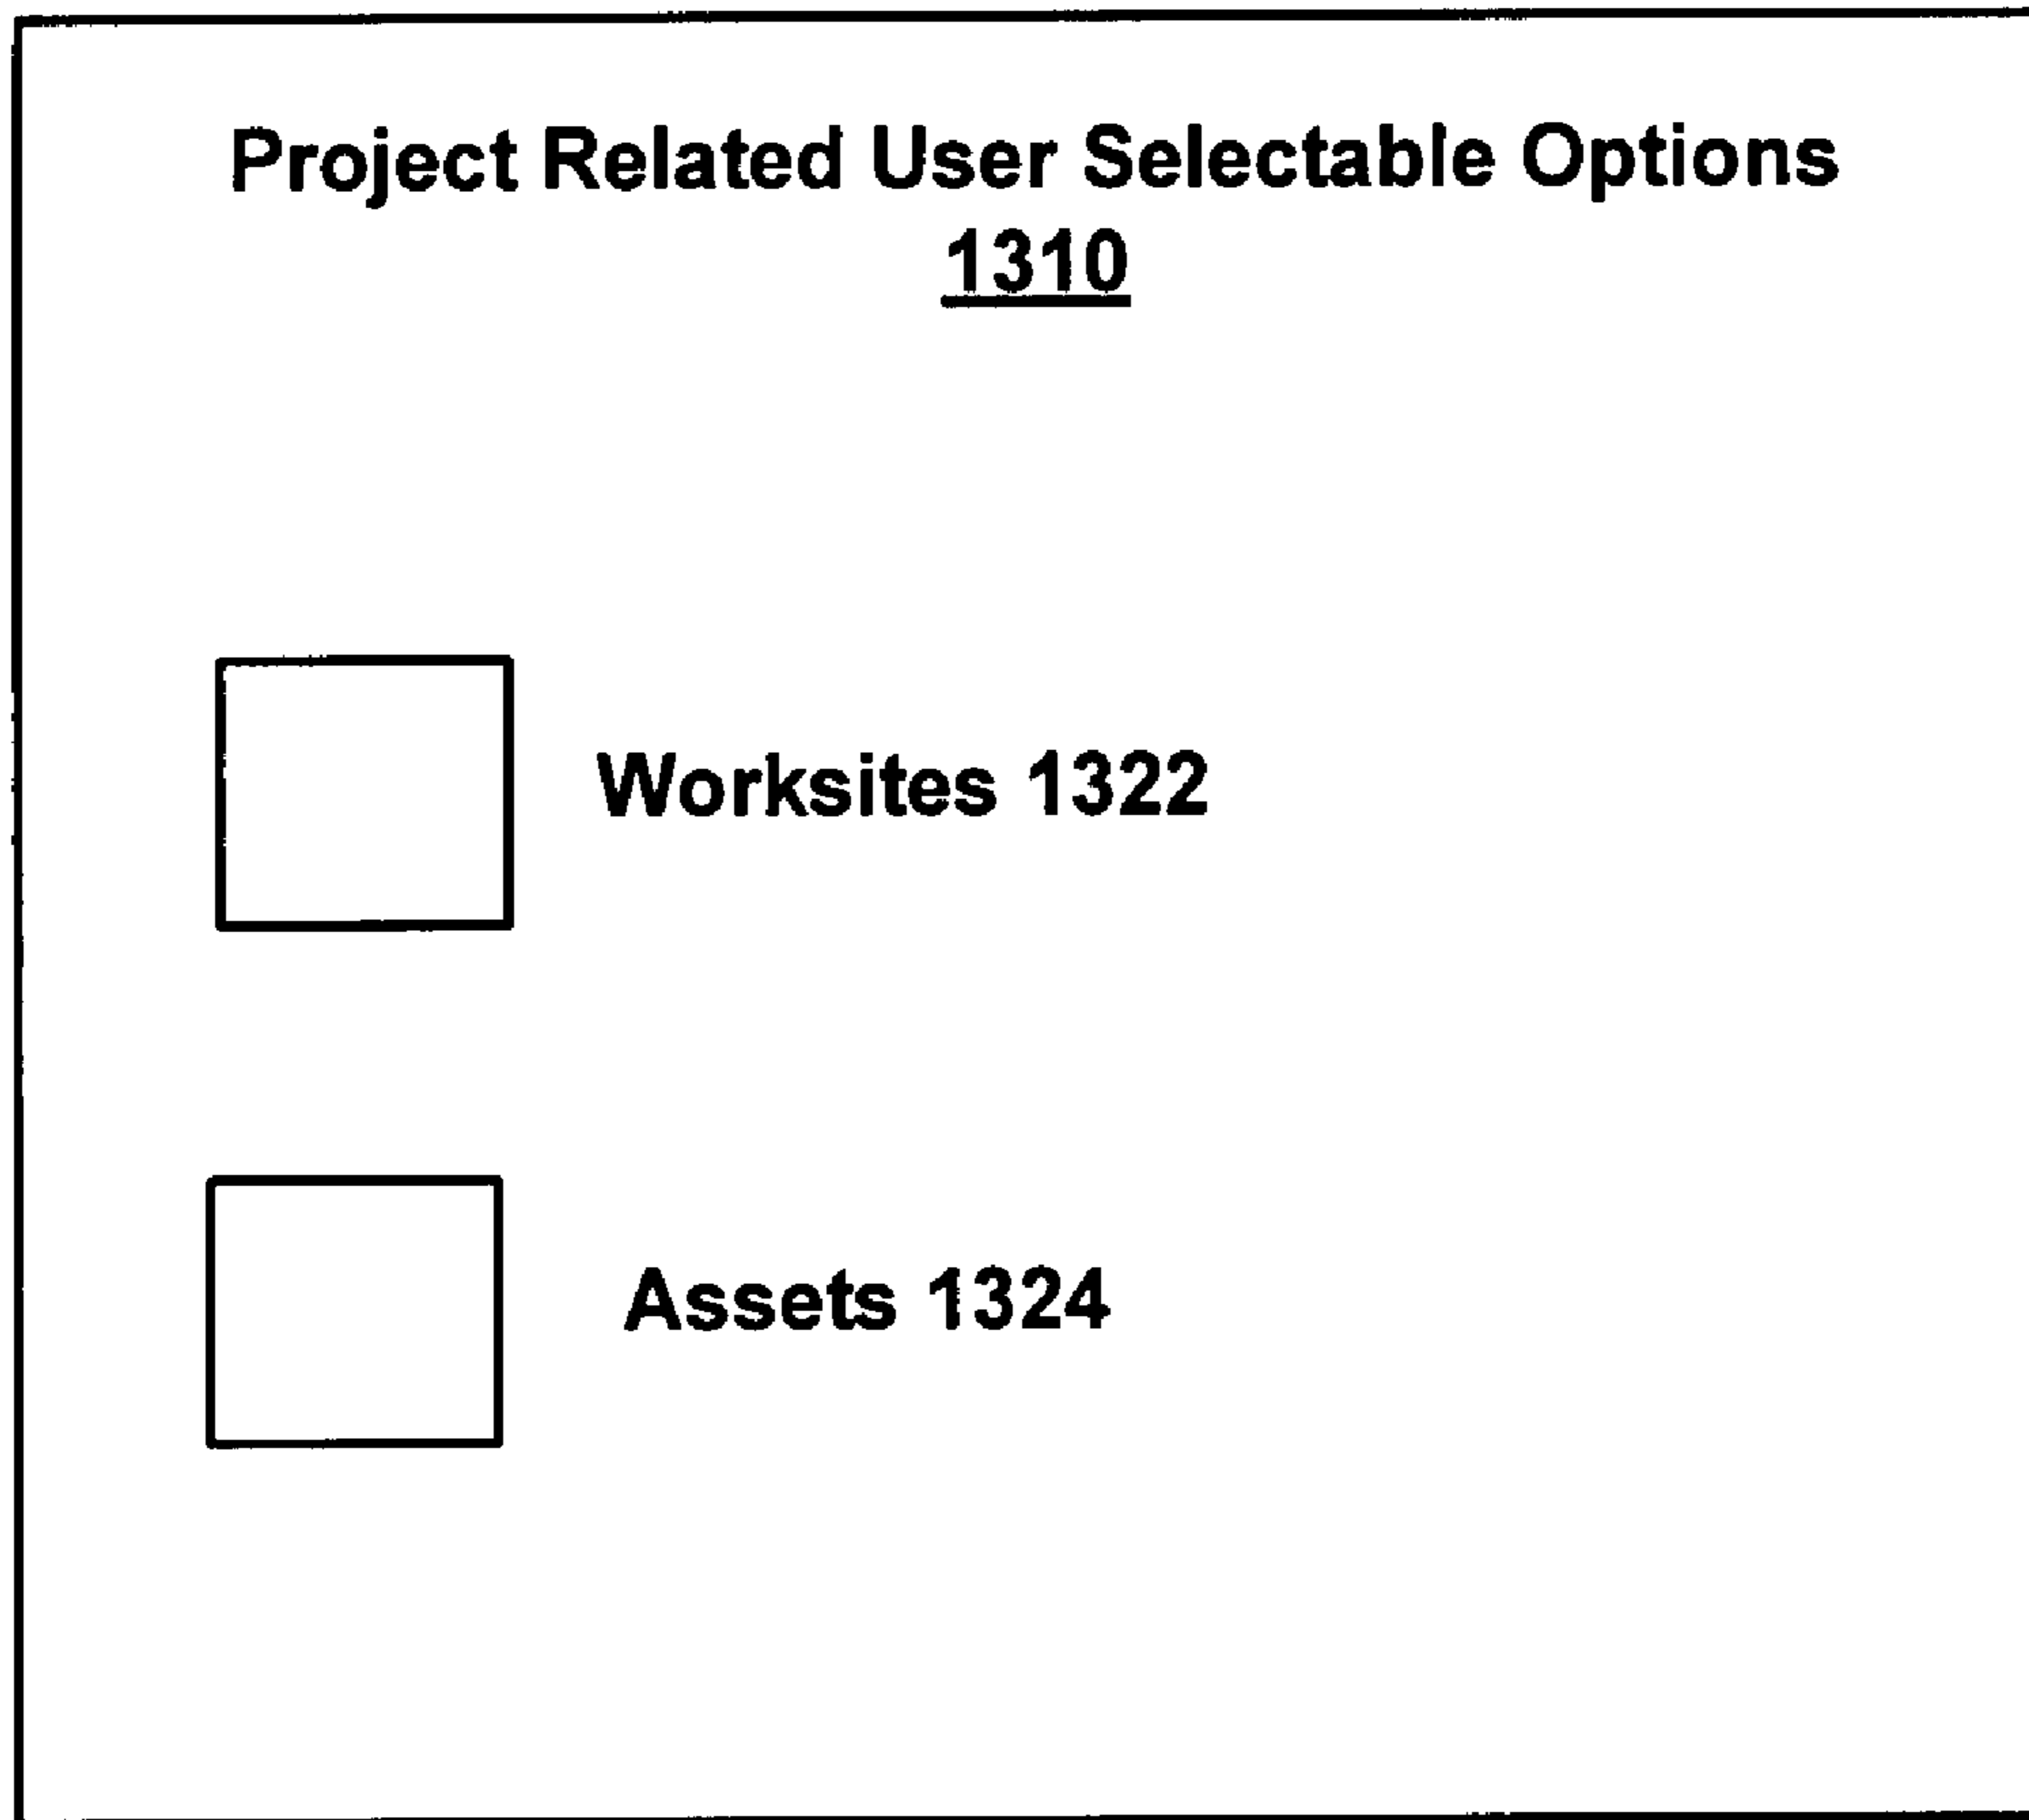 Project Related User Selectable Options
1310
Worksites 1322
Assets 1324